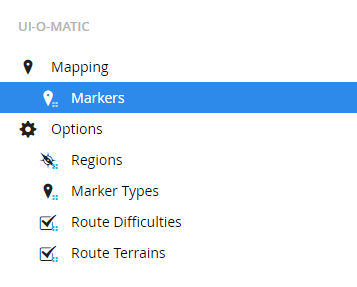 UI-O-MATIC
Mapping
Markers
Options
Regions
Marker Types
Route Difficulties
Route Terrains